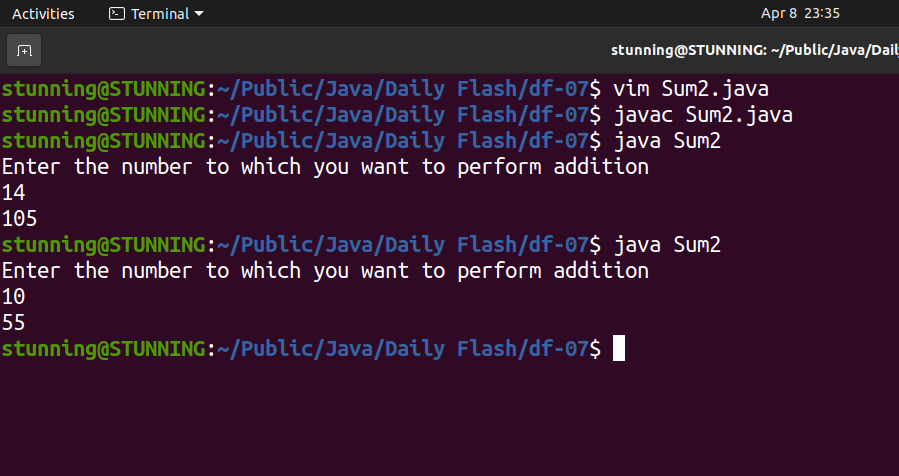 Activities Terminal Apr 8 23:35
stunning@STUNNING: ~/Public/Java/Dail
stunning@STUNNING:~/Public/Java/Daily Flash/df-07$ vim Sum2.java
stunning@STUNNING:~/Public/Java/Daily Flash/df-07$ javac Sum2.java
stunning@STUNNING:~/Public/Java/Daily Flash/df-07$ java Sum2
Enter the number to which you want to perform addition
14
105
stunning@STUNNING:~/Public/Java/Daily Flash/df-07$ java Sum2
Enter the number to which you want to perform addition
10
55
stunning@STUNNING:~/Public/Java/Daily Flash/df-07$